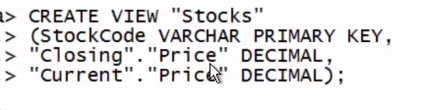 a> CREATE VIEW "Stocks"
.> (StockCode VARCHAR PRIMARY KEY,
.> "Closing"."Price" DECIMAL,
.> "Current"."Price" DECIMAL);